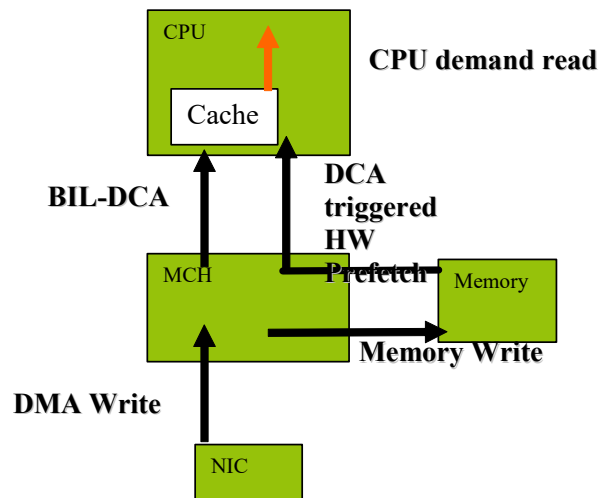 CPU
CPU demand read
Cache
BIL-DCA
DCA
triggered
HW
Prefetch
MCH
Memory
Memory Write
DMA Write
NIC